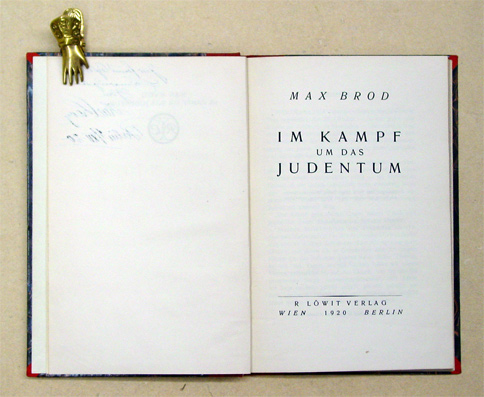 MAX BROD
IM KAMPF
UM DAS
JUDENTUM
R LÖWIT VERLAG
WIEN 1920 BERLIN